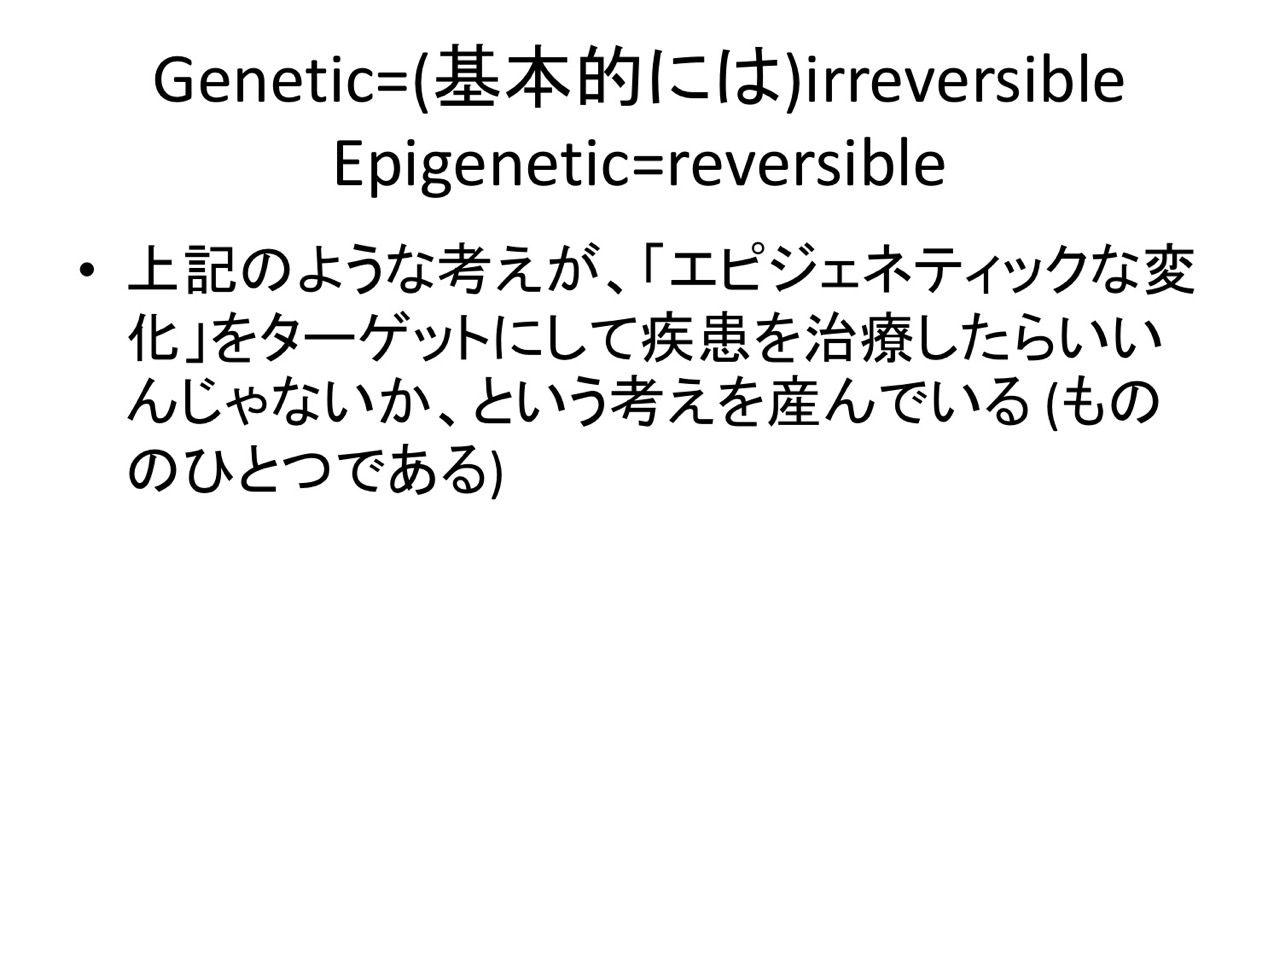 Genetic=(基本的には)irreversible
Epigenetic=reversible
• 上記のような考えが、「エピジェネティックな変
化」をターゲットにして疾患を治療したらいい
んじゃないか、という考えを産んでいる (もの
のひとつである)